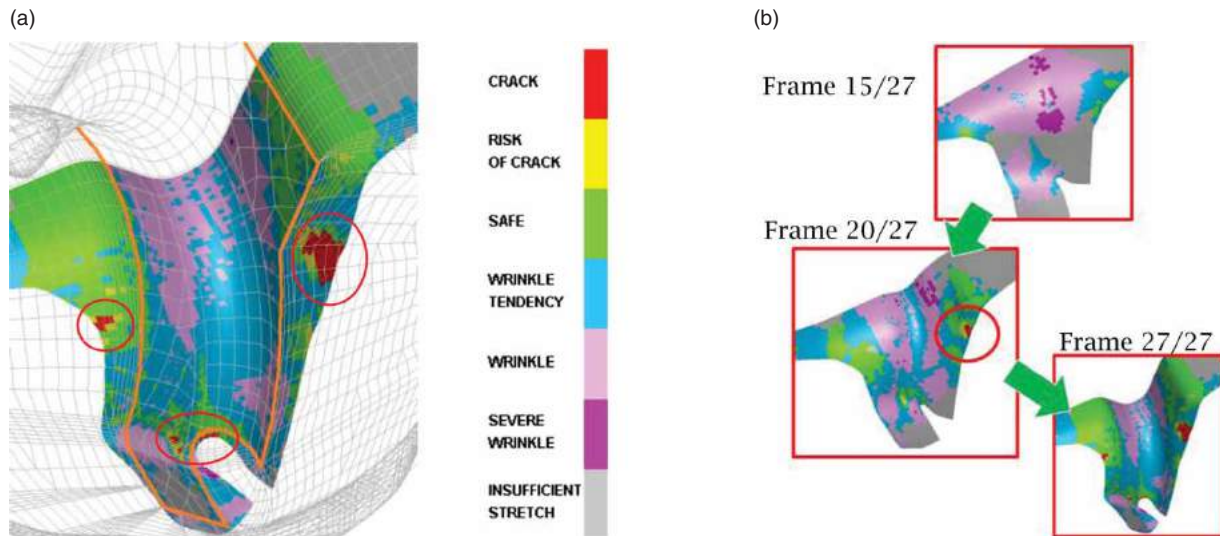 (a)
CRACK
RISK
OF CRACK
SAFE
WRINKLE
TENDENCY
WRINKLE
SEVERE
WRINKLE
INSUFFICIENT
STRETCH
(b)
Frame 15/27
Frame 20/27
Frame 27/27